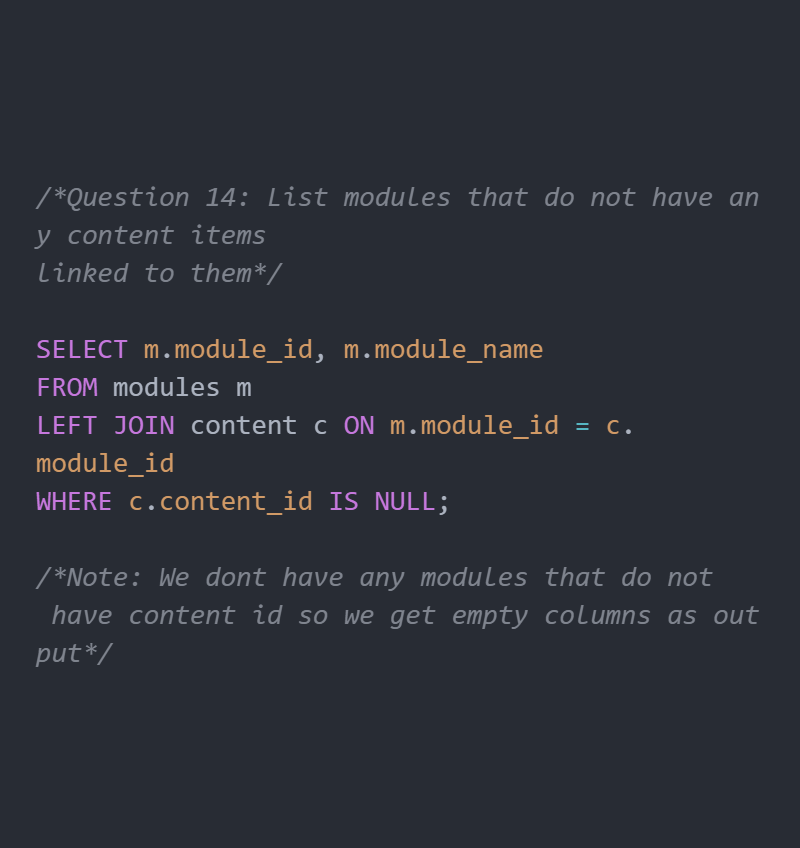 /*Question 14: List modules that do not have an
y content items
linked to them*/
SELECT m.module_id, m.module_name
FROM modules m
LEFT JOIN content c ON m.module_id = c.
module_id
WHERE c.content_id IS NULL;
/*Note: We dont have any modules that do not
 have content id so we get empty columns as out
put*/